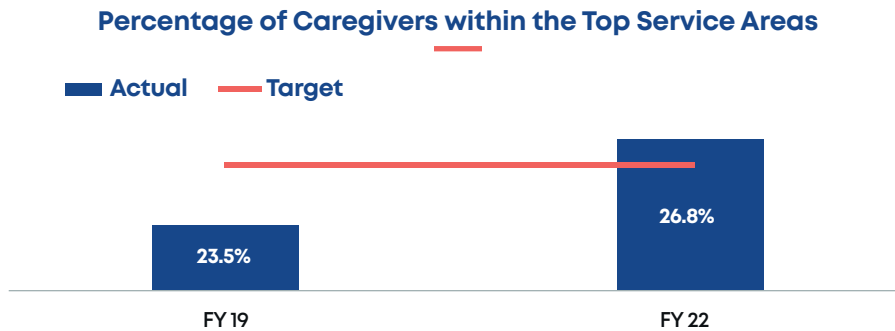 Percentage of Caregivers within the Top Service Areas
Actual Target
26.8%
23.5%
FY 19 FY 22